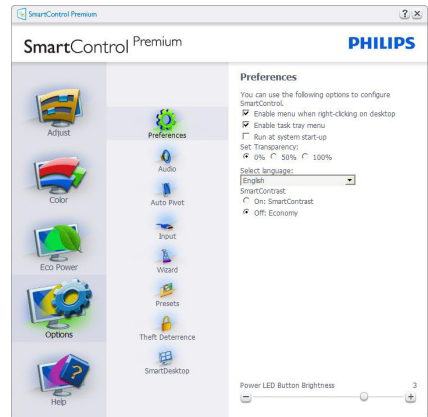 SmartControl Premium
SmartControl Premium
PHILIPS
Adjust
Color
Eco Power
Options
Help
Preferences
Audio
Auto Pivot
Input
Wizard
Presets
Theft Deterrence
SmartDesktop
Preferences
You can use the following options to configure
SmartControl.
Enable menu when right-clicking on desktop
Enable task tray menu
Run at system start-up
Set Transparency:
0% 50% 100%
Select language:
English
SmartContrast
On: SmartContrast
Off: Economy
Power LED Button Brightness 3